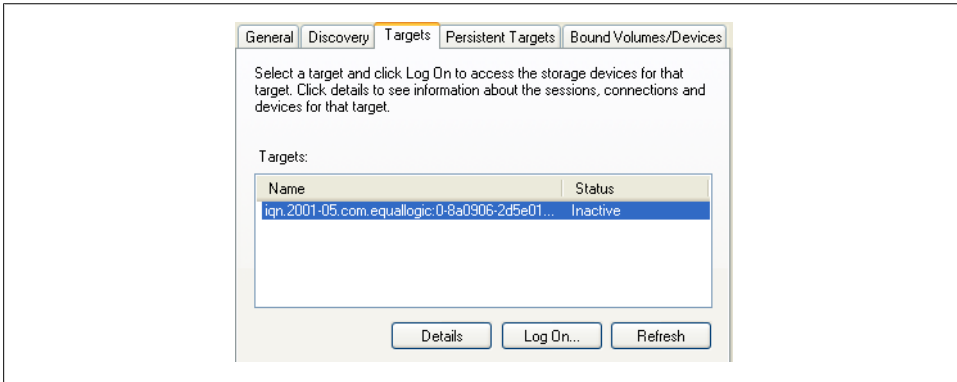 General Discovery Targets Persistent Targets Bound Volumes/Devices
Select a target and click Log On to access the storage devices for that
target. Click details to see information about the sessions, connections and
devices for that target.
Targets:
Name Status
iqn.2001-05.com.equallogic:0-8a0906-2d5e01... Inactive
Details Log On... Refresh